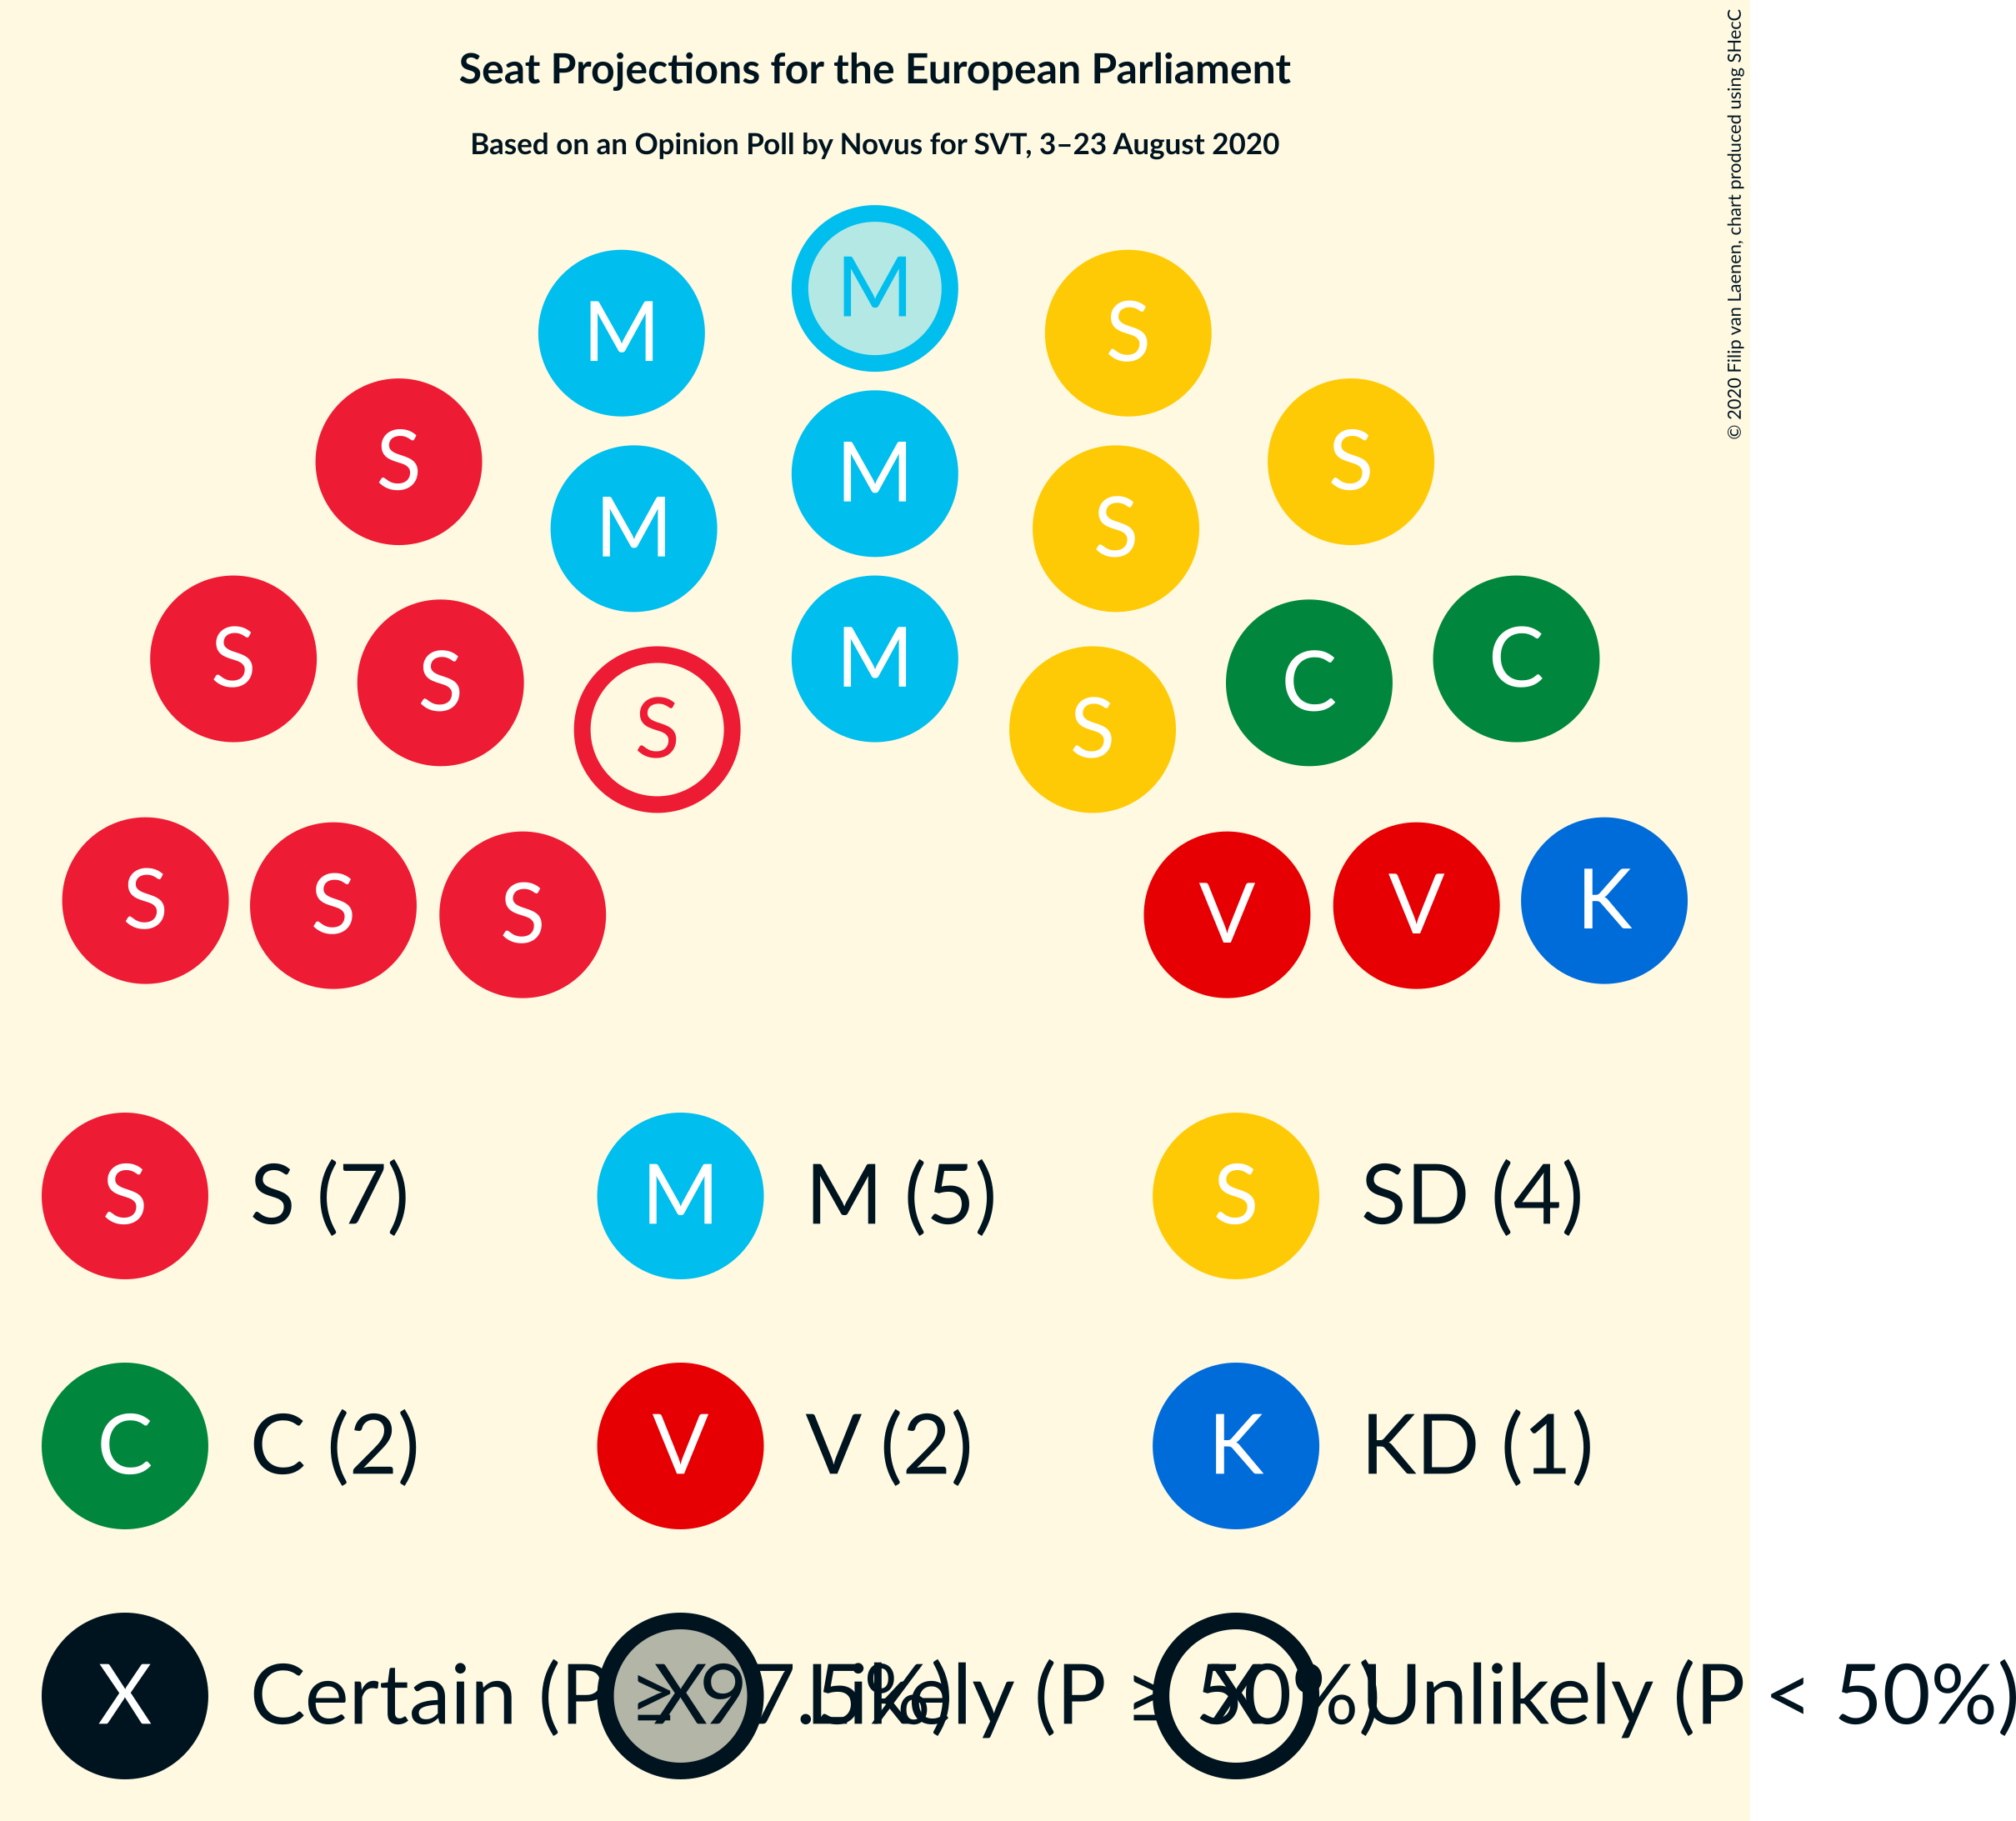 Seat Projections for the European Parliament
Based on an Opinion Poll by Novus for SVT, 3–23 August 2020
© 2020 Filip van Laenen, chart produced using SHecC
M
M S
S M M S
S S S M S C C
S S S V V K
S S (7) M M (5) S SD (4)
C C (2) V V (2) K KD (1)
X Certain (P ≥ 97.5%) X Likely (P ≥ 50%) X Unlikely (P < 50%)